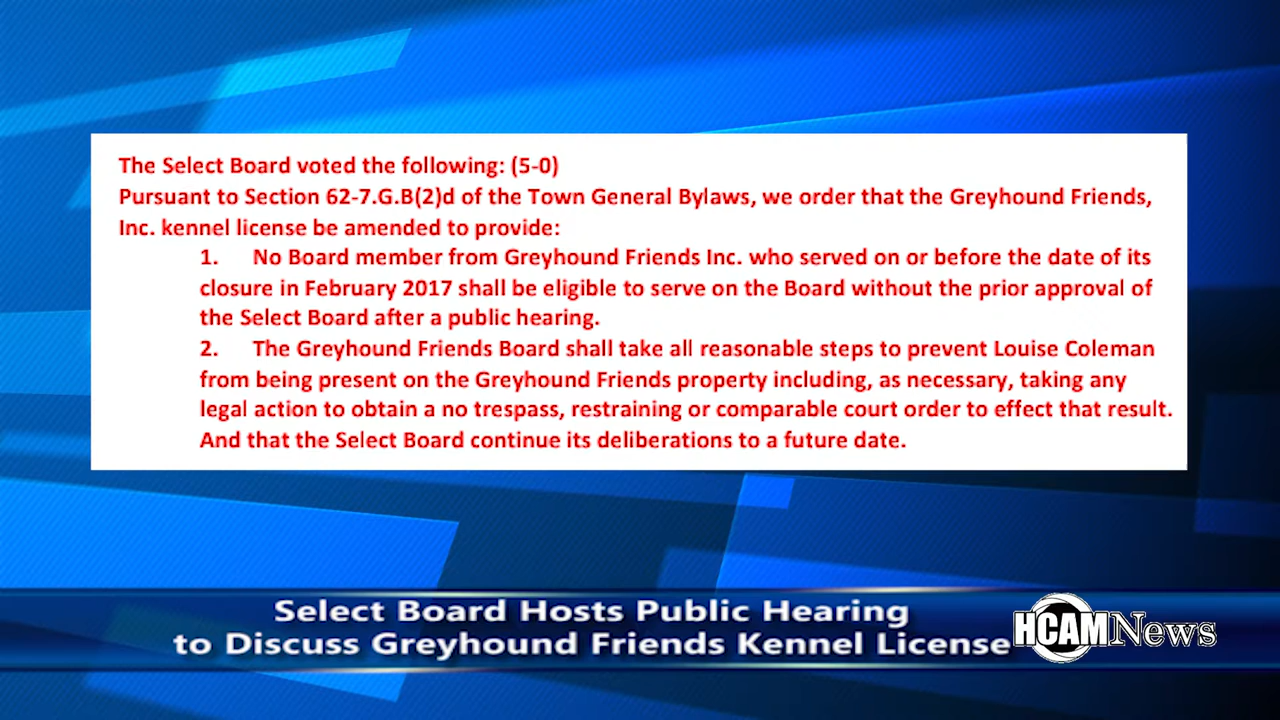 The Select Board voted the following: (5-0)
Pursuant to Section 62-7.G.B(2)d of the Town General Bylaws, we order that the Greyhound Friends,
Inc. kennel license be amended to provide:
1. No Board member from Greyhound Friends Inc. who served on or before the date of its
closure in February 2017 shall be eligible to serve on the Board without the prior approval of
the Select Board after a public hearing.
2. The Greyhound Friends Board shall take all reasonable steps to prevent Louise Coleman
from being present on the Greyhound Friends property including, as necessary, taking any
legal action to obtain a no trespass, restraining or comparable court order to effect that result.
And that the Select Board continue its deliberations to a future date.
Select Board Hosts Public Hearing
to Discuss Greyhound Friends Kennel License
HCAMNews